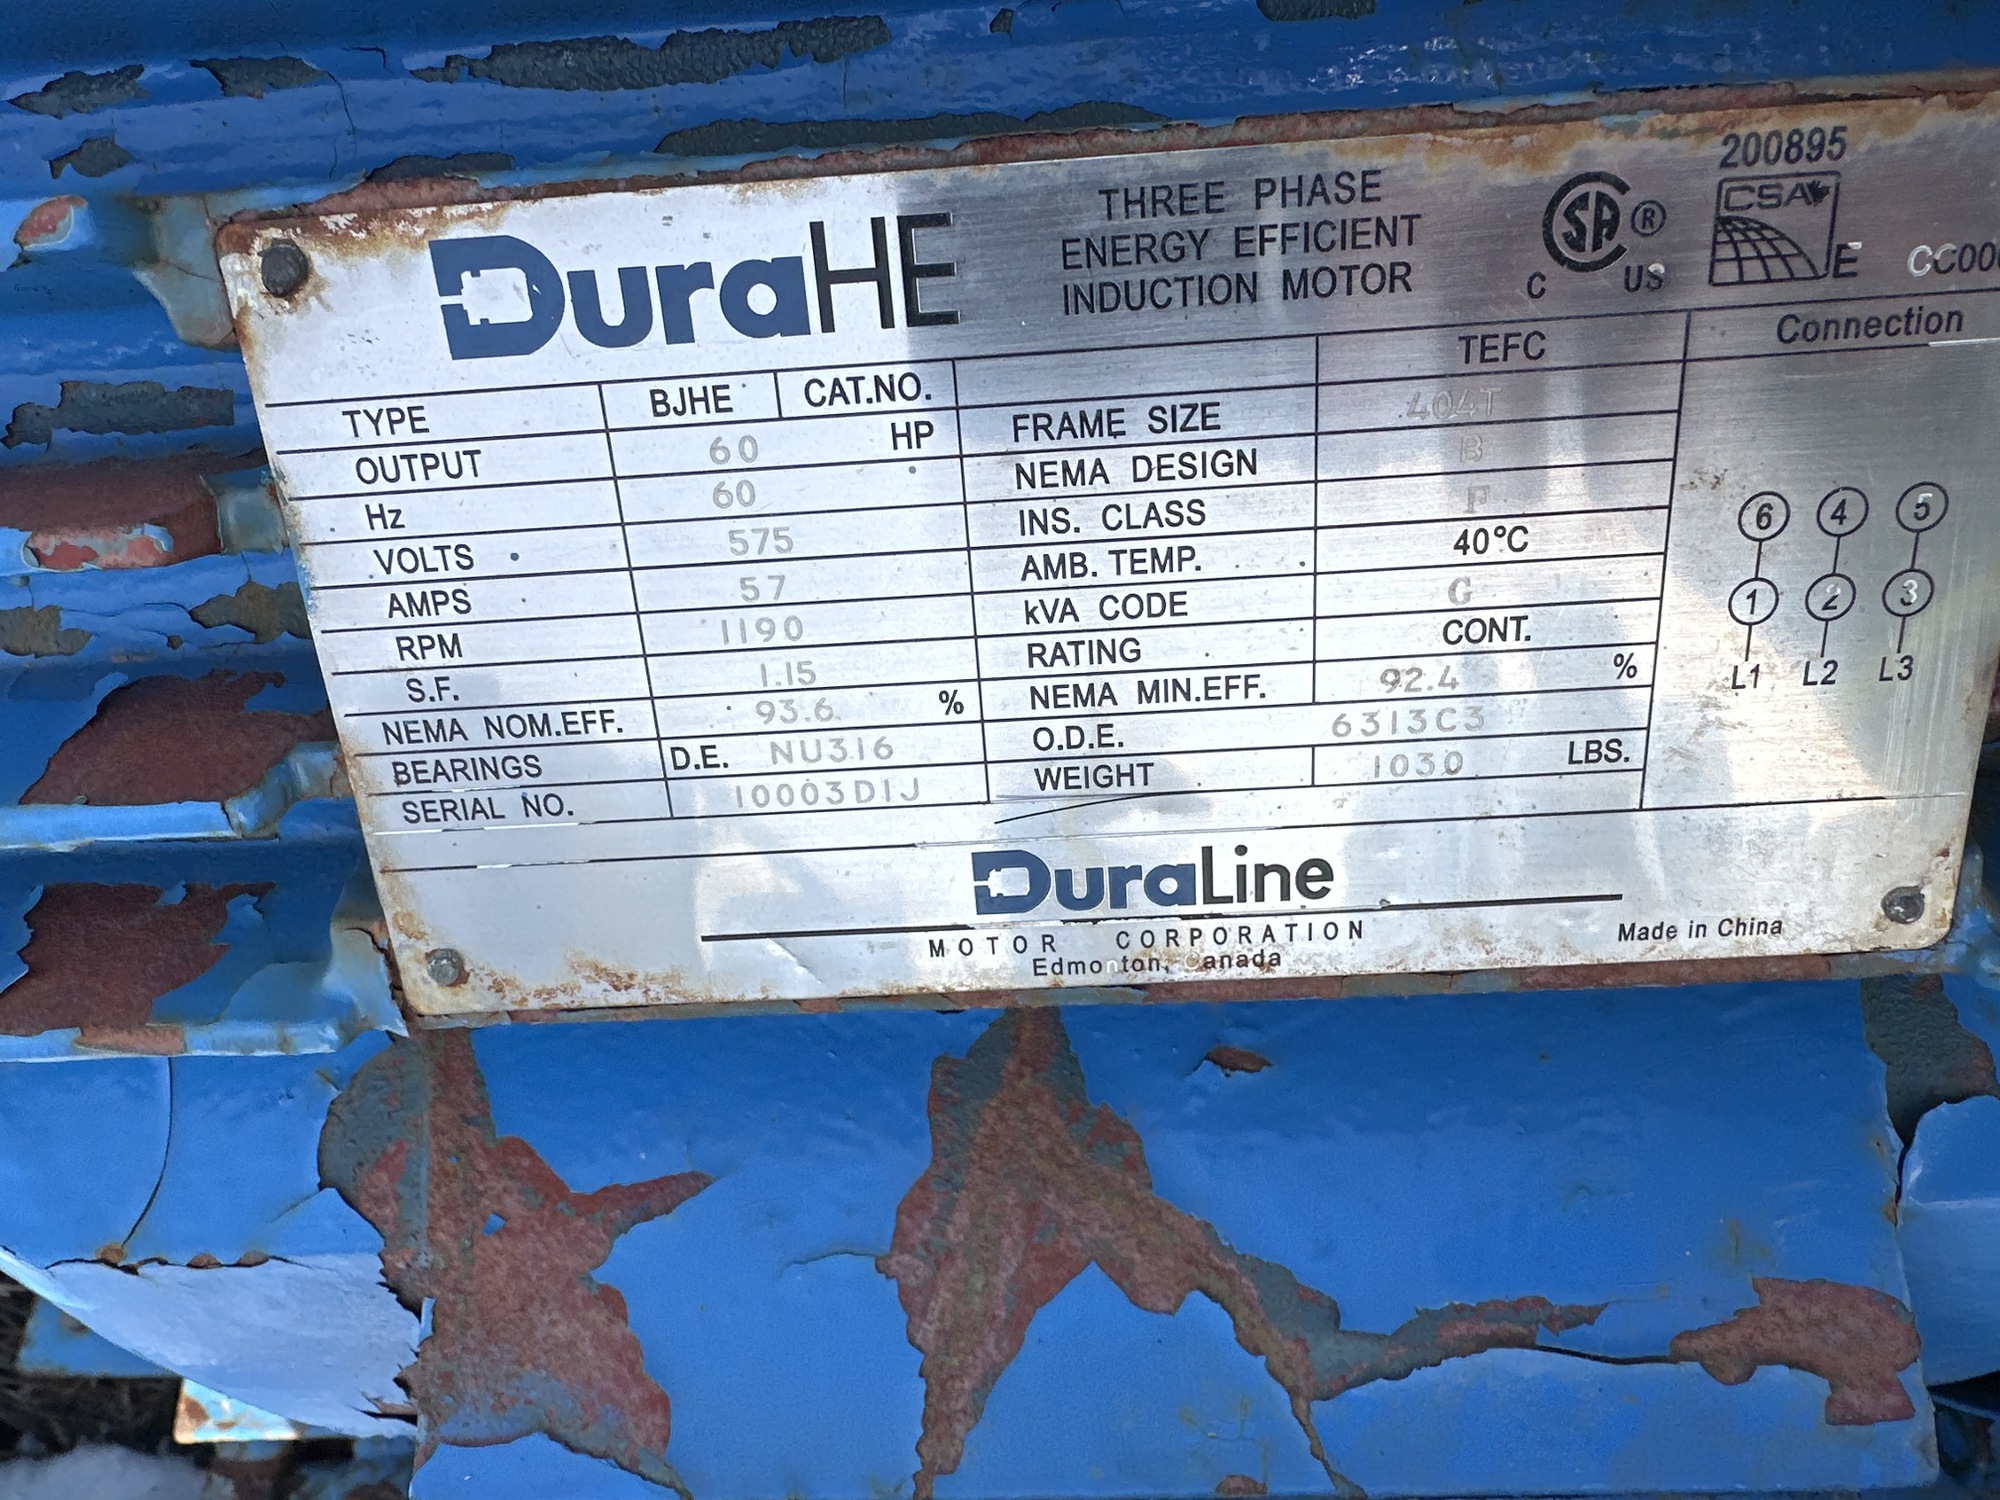 DuraHE
THREE PHASE
ENERGY EFFICIENT
INDUCTION MOTOR
SA ® C US
200895
CSA E
TYPE BJHE CAT.NO. TEFC
OUTPUT 60 HP FRAME SIZE 404T
Hz 60 NEMA DESIGN B
VOLTS 575 INS. CLASS F
AMPS 57 AMB. TEMP. 40°C
RPM 1190 kVA CODE G
S.F. 1.15 RATING CONT.
NEMA NOM.EFF. 93.6 % NEMA MIN.EFF. 92.4 %
BEARINGS D.E. NU316 O.D.E. 6313C3
SERIAL NO. 10003D1J WEIGHT 1030 LBS.
Connection
6 4 5
1 2 3
L1 L2 L3
DuraLine
MOTOR CORPORATION
Edmonton, Canada
Made in China